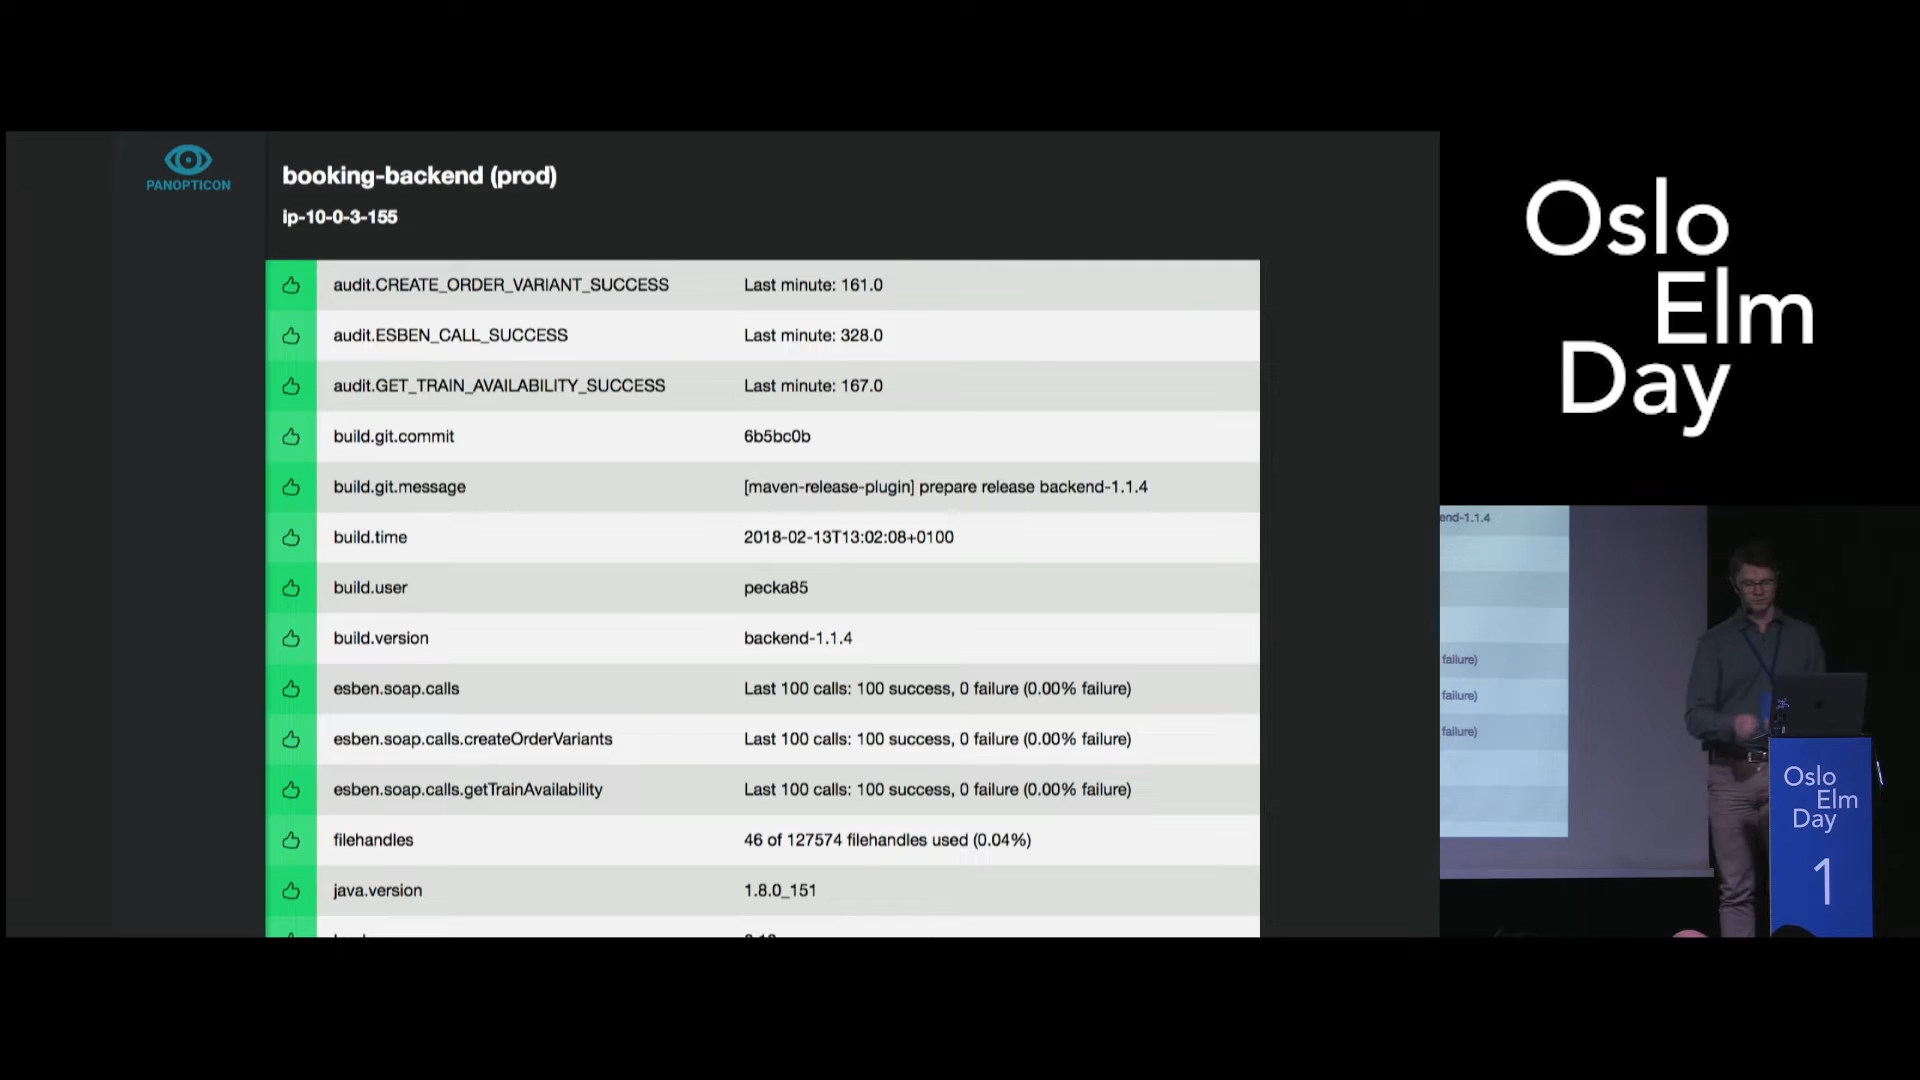 PANOPTICON
booking-backend (prod)
ip-10-0-3-155
audit.CREATE_ORDER_VARIANT_SUCCESS Last minute: 161.0
audit.ESBEN_CALL_SUCCESS Last minute: 328.0
audit.GET_TRAIN_AVAILABILITY_SUCCESS Last minute: 167.0
build.git.commit 6b5bc0b
build.git.message [maven-release-plugin] prepare release backend-1.1.4
build.time 2018-02-13T13:02:08+0100
build.user pecka85
build.version backend-1.1.4
esben.soap.calls Last 100 calls: 100 success, 0 failure (0.00% failure)
esben.soap.calls.createOrderVariants Last 100 calls: 100 success, 0 failure (0.00% failure)
esben.soap.calls.getTrainAvailability Last 100 calls: 100 success, 0 failure (0.00% failure)
filehandles 46 of 127574 filehandles used (0.04%)
java.version 1.8.0_151
Oslo
Elm
Day
end-1.1.4
failure)
failure)
failure)
Oslo
Elm
Day
1